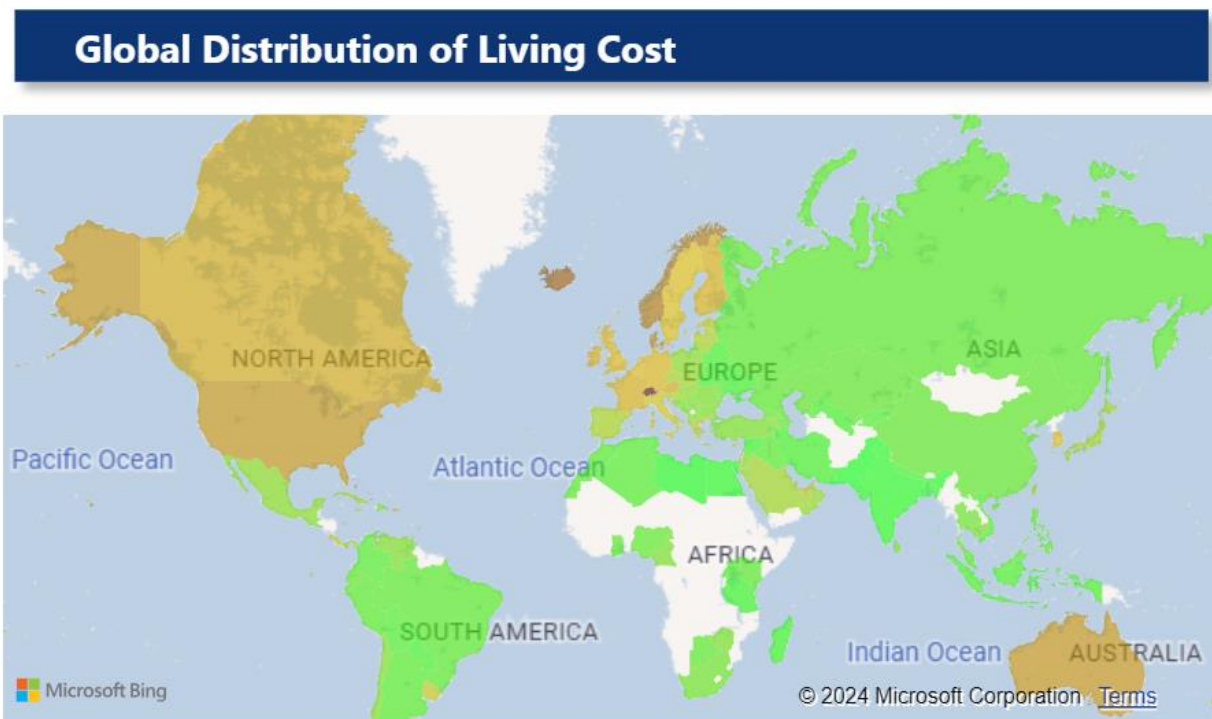 Global Distribution of Living Cost
NORTH AMERICA
EUROPE
ASIA
Pacific Ocean
Atlantic Ocean
AFRICA
SOUTH AMERICA
Indian Ocean
AUSTRALIA
Microsoft Bing
© 2024 Microsoft Corporation Terms